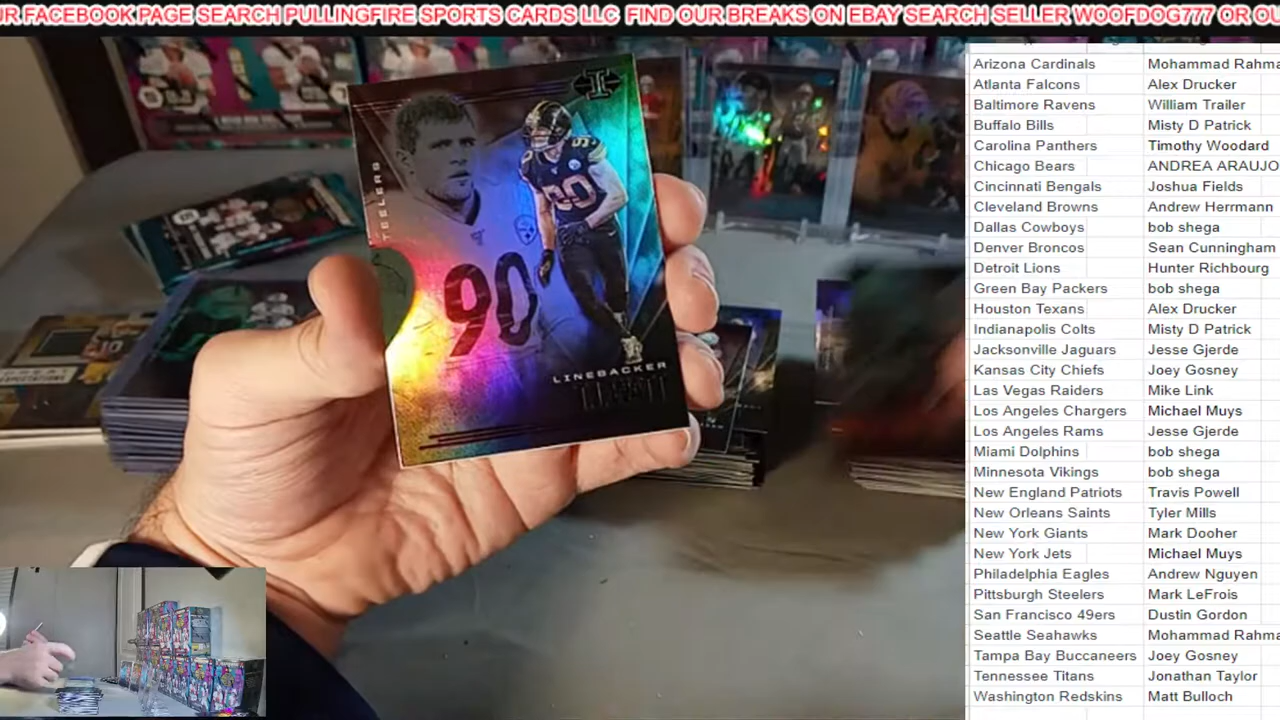 UR FACEBOOK PAGE SEARCH PULLINGFIRE SPORTS CARDS LLC FIND OUR BREAKS ON EBAY SEARCH SELLER WOOFDOG777 OR OU
Arizona Cardinals Mohammad Rahma
Atlanta Falcons Alex Drucker
Baltimore Ravens William Trailer
Buffalo Bills Misty D Patrick
Carolina Panthers Timothy Woodard
Chicago Bears ANDREA ARAUJO
Cincinnati Bengals Joshua Fields
Cleveland Browns Andrew Herrmann
Dallas Cowboys bob shega
Denver Broncos Sean Cunningham
Detroit Lions Hunter Richbourg
Green Bay Packers bob shega
Houston Texans Alex Drucker
Indianapolis Colts Misty D Patrick
Jacksonville Jaguars Jesse Gjerde
Kansas City Chiefs Joey Gosney
Las Vegas Raiders Mike Link
Los Angeles Chargers Michael Muys
Los Angeles Rams Jesse Gjerde
Miami Dolphins bob shega
Minnesota Vikings bob shega
New England Patriots Travis Powell
New Orleans Saints Tyler Mills
New York Giants Mark Dooher
New York Jets Michael Muys
Philadelphia Eagles Andrew Nguyen
Pittsburgh Steelers Mark LeFrois
San Francisco 49ers Dustin Gordon
Seattle Seahawks Mohammad Rahma
Tampa Bay Buccaneers Joey Gosney
Tennessee Titans Jonathan Taylor
Washington Redskins Matt Bulloch
STEELERS
90
90
LINEBACKER
T.J. WATT